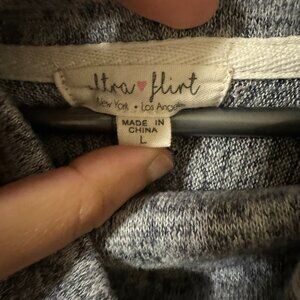 ltra ♥ flirt
New York • Los Angeles
MADE IN
CHINA
L